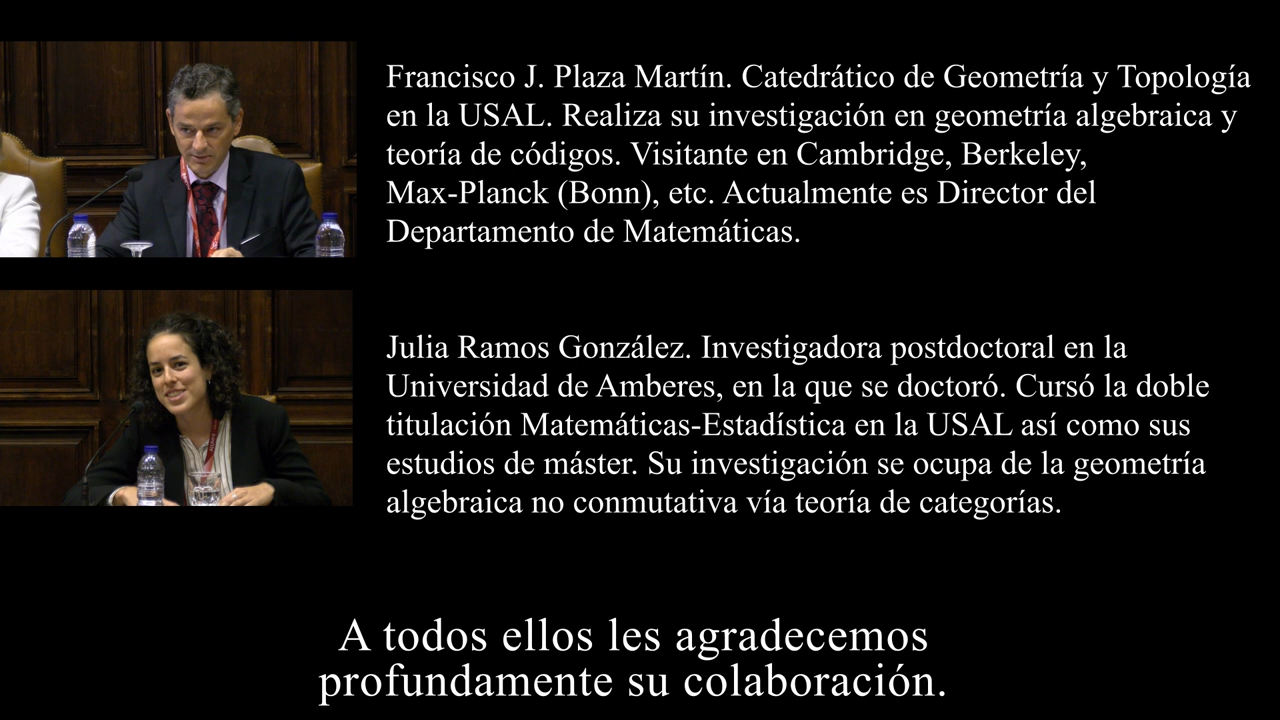 Francisco J. Plaza Martín. Catedrático de Geometría y Topología
en la USAL. Realiza su investigación en geometría algebraica y
teoría de códigos. Visitante en Cambridge, Berkeley,
Max-Planck (Bonn), etc. Actualmente es Director del
Departamento de Matemáticas.
Julia Ramos González. Investigadora postdoctoral en la
Universidad de Amberes, en la que se doctoró. Cursó la doble
titulación Matemáticas-Estadística en la USAL así como sus
estudios de máster. Su investigación se ocupa de la geometría
algebraica no conmutativa vía teoría de categorías.
A todos ellos les agradecemos
profundamente su colaboración.